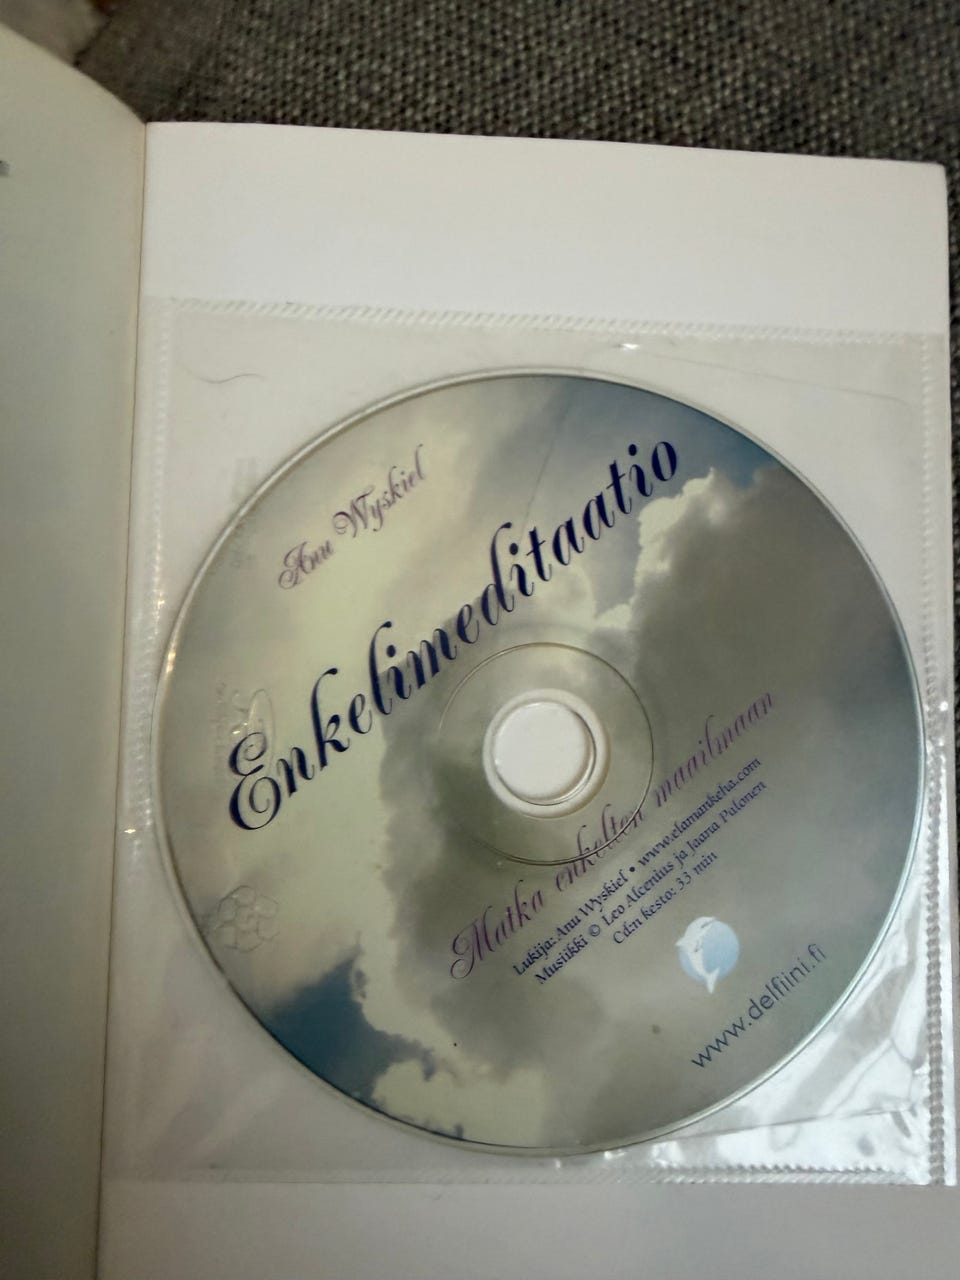 Anu Wyskiel
Enkelimeditaatio
Matka enkelten maailmaan
Lukija: Anu Wyskiel • www.elamankeha.com
Musiikki © Leo Alcenius ja Jaana Palonen
Cd:n kesto: 33 min
www.delfiini.fi